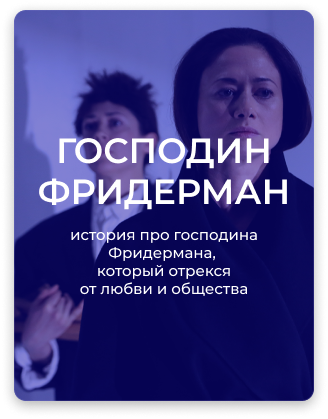 ГОСПОДИН
ФРИДЕРМАН
история про господина
Фридермана,
который отрекся
от любви и общества